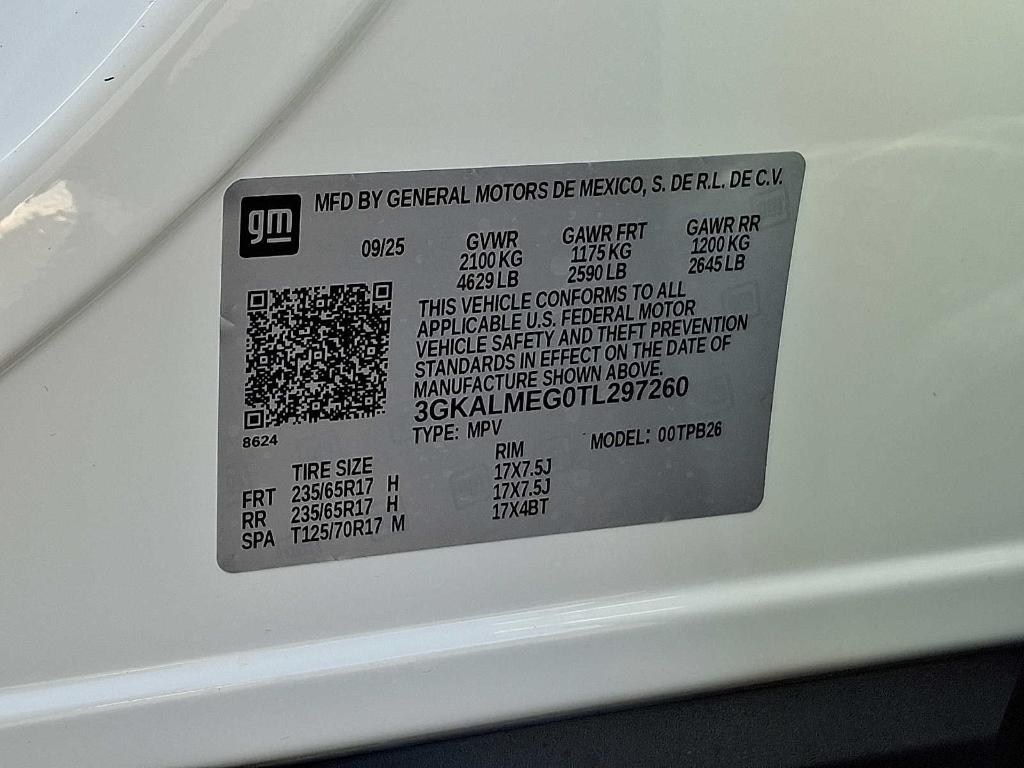 gm
MFD BY GENERAL MOTORS DE MEXICO, S. DE R.L. DE C.V.
09/25
GVWR
2100 KG
4629 LB
GAWR FRT
1175 KG
2590 LB
GAWR RR
1200 KG
2645 LB
THIS VEHICLE CONFORMS TO ALL
APPLICABLE U.S. FEDERAL MOTOR
VEHICLE SAFETY AND THEFT PREVENTION
STANDARDS IN EFFECT ON THE DATE OF
MANUFACTURE SHOWN ABOVE.
3GKALMEG0TL297260
8624
TYPE: MPV MODEL: 00TPB26
TIRE SIZE RIM
FRT 235/65R17 H 17X7.5J
RR 235/65R17 H 17X7.5J
SPA T125/70R17 M 17X4BT